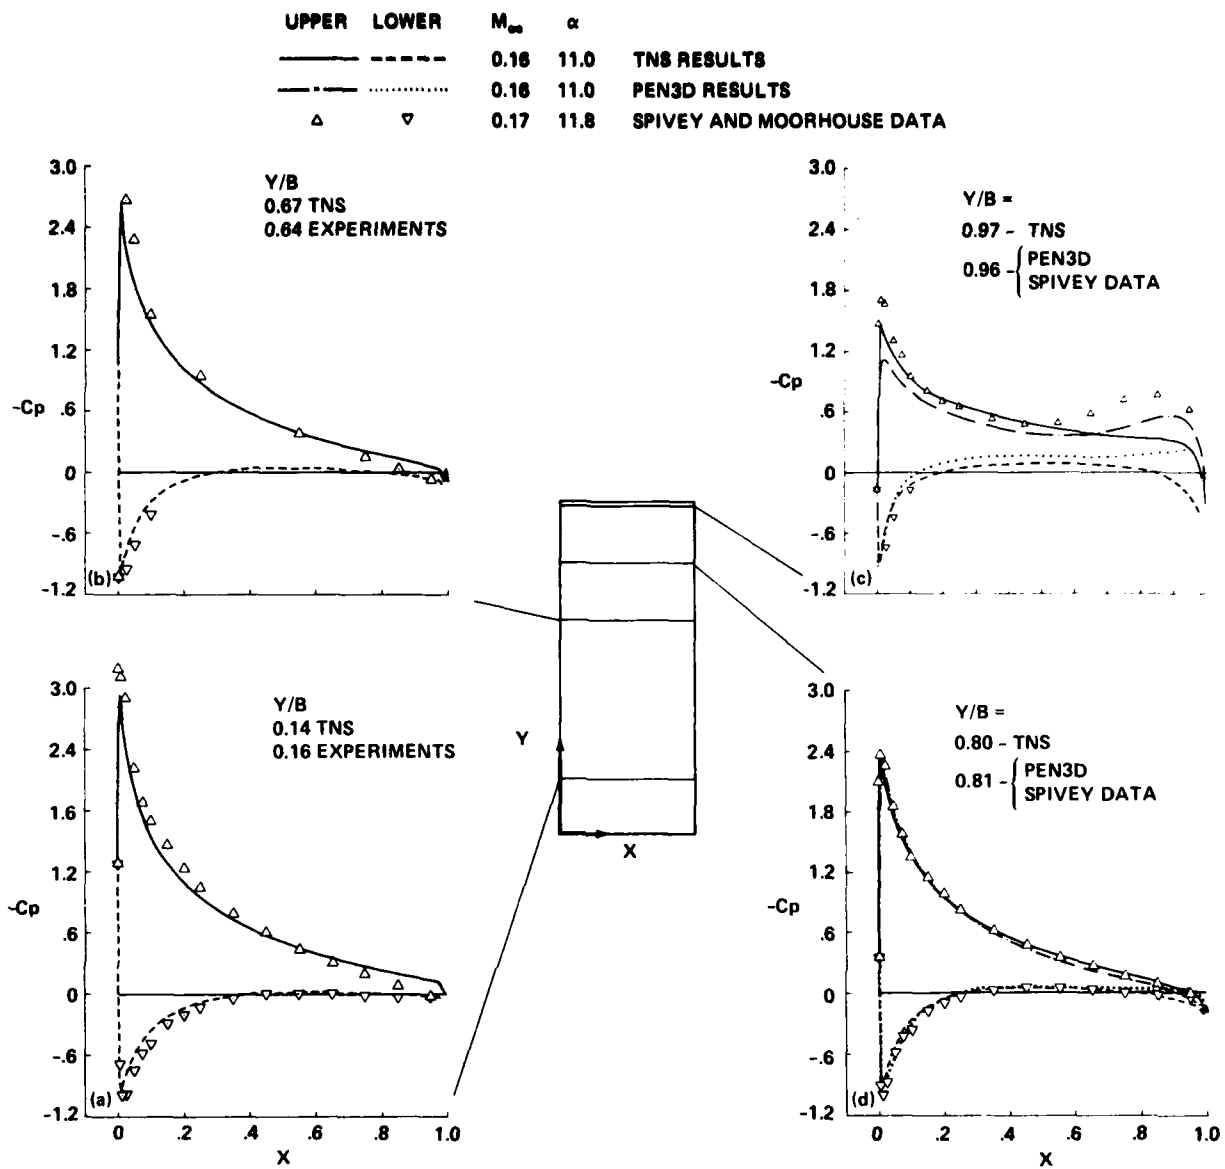 UPPER LOWER M∞ α
0.16 11.0 TNS RESULTS
0.16 11.0 PEN3D RESULTS
0.17 11.8 SPIVEY AND MOORHOUSE DATA
3.0
2.4
1.8
1.2
-Cp
.6
0
-.6
-1.2
(b)
Y/B
0.67 TNS
0.64 EXPERIMENTS
3.0
2.4
1.8
1.2
-Cp
.6
0
-.6
-1.2
(c)
Y/B =
0.97 - TNS
0.96 - { PEN3D
SPIVEY DATA
Y
X
3.0
2.4
1.6
1.2
-Cp
.6
0
-.6
-1.2
(a)
Y/B
0.14 TNS
0.16 EXPERIMENTS
0 .2 .4 .6 .8 1.0
X
3.0
2.4
1.8
1.2
-Cp
.6
0
-.6
-1.2
(d)
Y/B =
0.80 - TNS
0.81 - { PEN3D
SPIVEY DATA
0 .2 .4 .6 .8 1.0
X